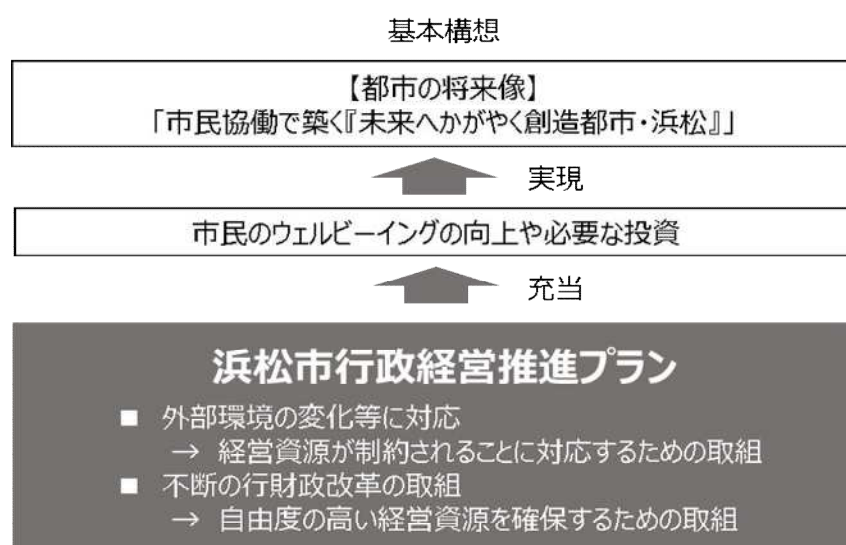 基本構想
【都市の将来像】
「市民協働で築く『未来へかがやく創造都市・浜松』」
実現
市民のウェルビーイングの向上や必要な投資
充当
浜松市行政経営推進プラン
■ 外部環境の変化等に対応
→ 経営資源が制約されることに対応するための取組
■ 不断の行財政改革の取組
→ 自由度の高い経営資源を確保するための取組